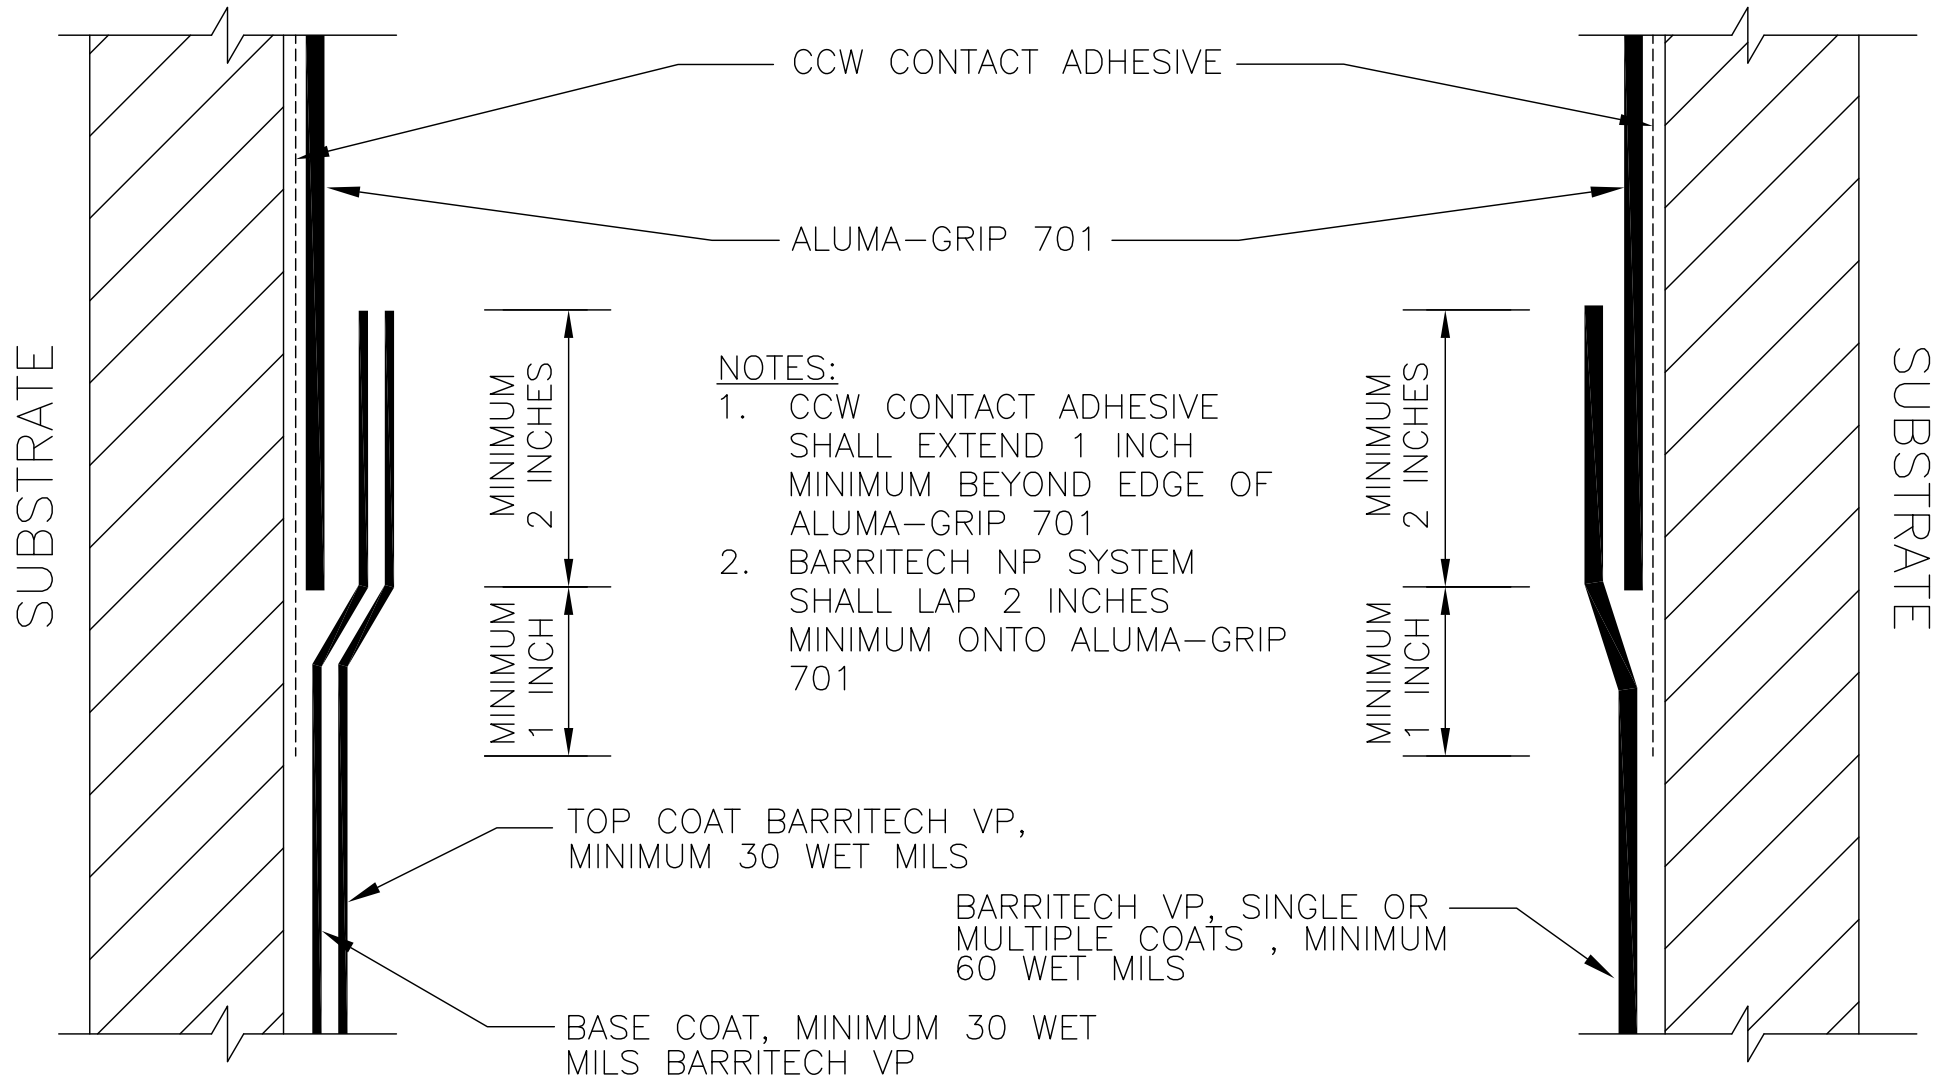 CCW CONTACT ADHESIVE
ALUMA-GRIP 701
SUBSTRATE
MINIMUM
2 INCHES
MINIMUM
1 INCH
NOTES:
1. CCW CONTACT ADHESIVE
SHALL EXTEND 1 INCH
MINIMUM BEYOND EDGE OF
ALUMA-GRIP 701
2. BARRITECH NP SYSTEM
SHALL LAP 2 INCHES
MINIMUM ONTO ALUMA-GRIP
701
MINIMUM
2 INCHES
MINIMUM
1 INCH
SUBSTRATE
TOP COAT BARRITECH VP,
MINIMUM 30 WET MILS
BARRITECH VP, SINGLE OR
MULTIPLE COATS , MINIMUM
60 WET MILS
BASE COAT, MINIMUM 30 WET
MILS BARRITECH VP